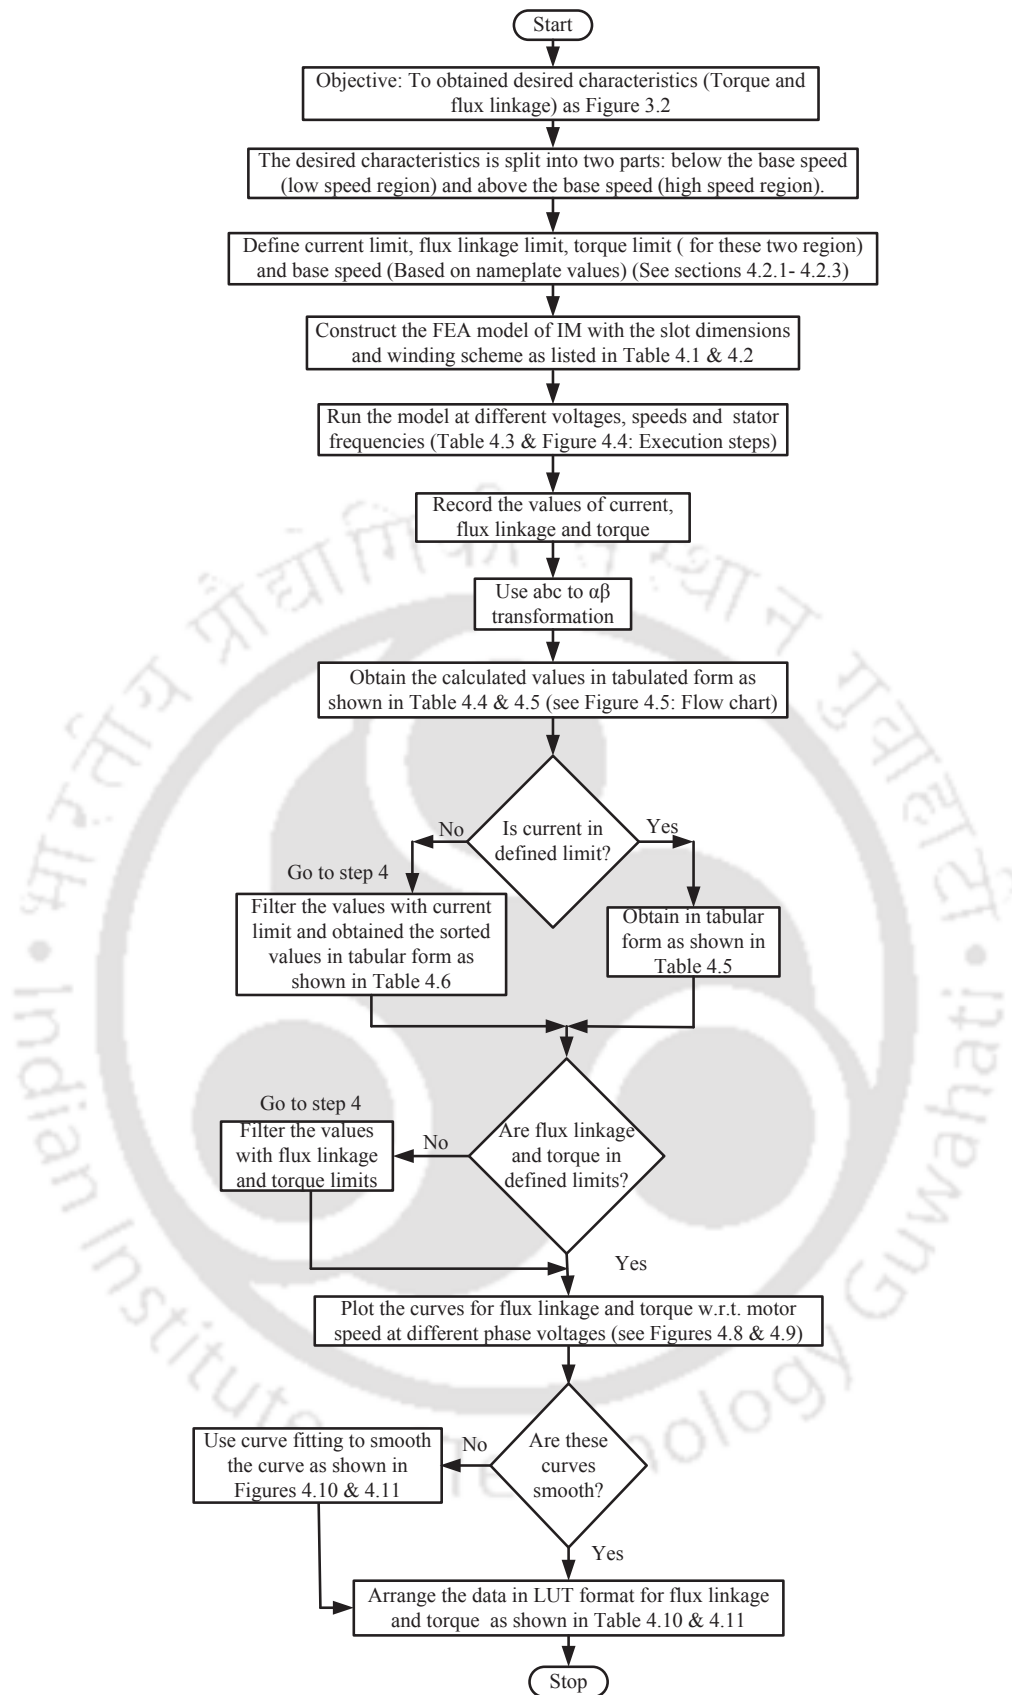 Start
Objective: To obtained desired characteristics (Torque and
flux linkage) as Figure 3.2
The desired characteristics is split into two parts: below the base speed
(low speed region) and above the base speed (high speed region).
Define current limit, flux linkage limit, torque limit ( for these two region)
and base speed (Based on nameplate values) (See sections 4.2.1- 4.2.3)
Construct the FEA model of IM with the slot dimensions
and winding scheme as listed in Table 4.1 & 4.2
Run the model at different voltages, speeds and stator
frequencies (Table 4.3 & Figure 4.4: Execution steps)
Record the values of current,
flux linkage and torque
Use abc to αβ
transformation
Obtain the calculated values in tabulated form as
shown in Table 4.4 & 4.5 (see Figure 4.5: Flow chart)
Is current in
defined limit?
No
Yes
Go to step 4
Filter the values with current
limit and obtained the sorted
values in tabular form as
shown in Table 4.6
Obtain in tabular
form as shown in
Table 4.5
Are flux linkage
and torque in
defined limits?
No
Go to step 4
Filter the values
with flux linkage
and torque limits
Yes
Plot the curves for flux linkage and torque w.r.t. motor
speed at different phase voltages (see Figures 4.8 & 4.9)
Are these
curves
smooth?
No
Use curve fitting to smooth
the curve as shown in
Figures 4.10 & 4.11
Yes
Arrange the data in LUT format for flux linkage
and torque as shown in Table 4.10 & 4.11
Stop
भारतीय प्रौद्योगिकी संस्थान गुवाहाटी
Indian Institute of Technology Guwahati